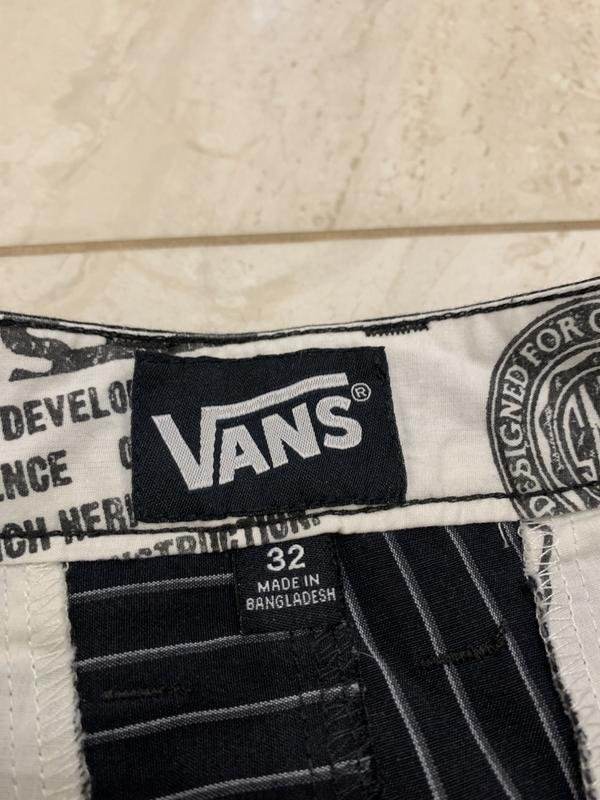 DEVELO
VANS®
SIGNED FOR
NCE
CH HERI
STRUCTION.
32
MADE IN
BANGLADESH